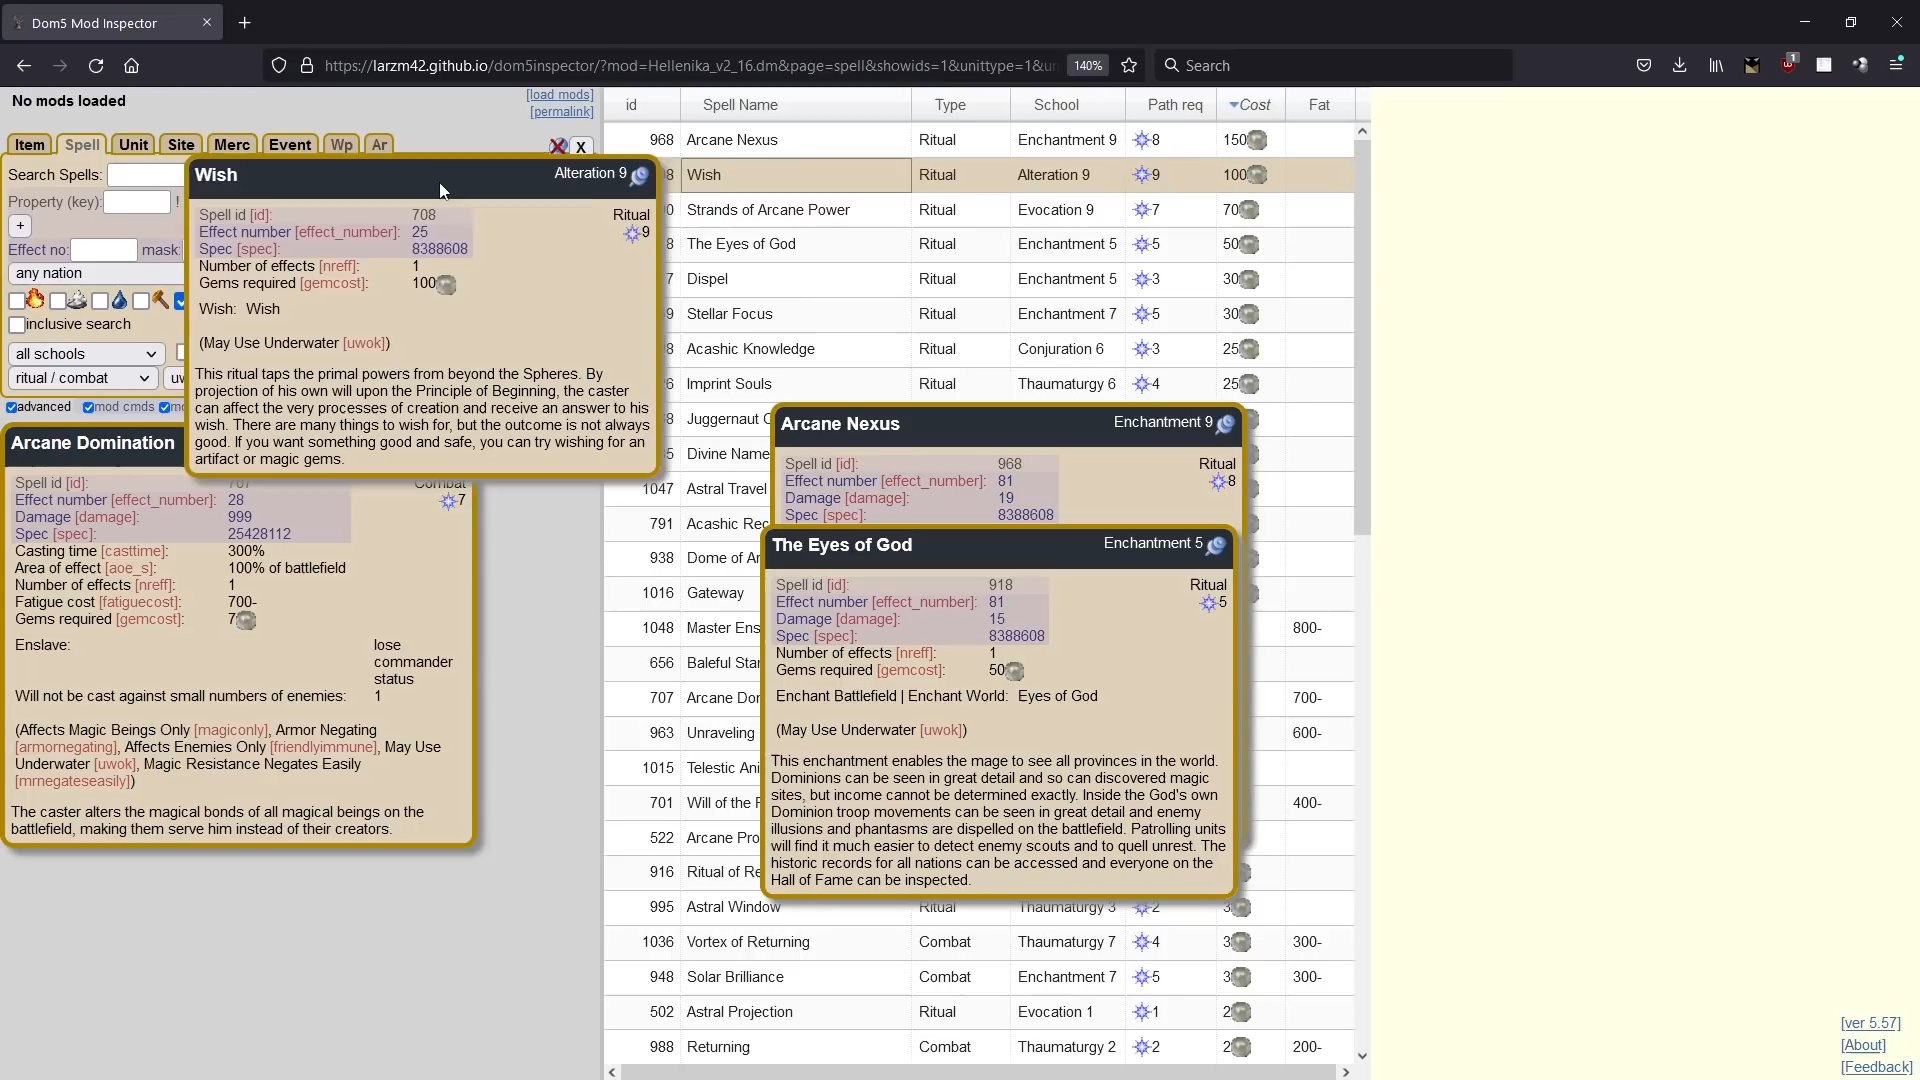 Dom5 Mod Inspector
https://larzm42.github.io/dom5inspector/?mod=Hellenika_v2_16.dm&page=spell&showids=1&unittype=1&
140%
Search
No mods loaded
[load mods]
[permalink]
Item Spell Unit Site Merc Event Wp Ar
X
Search Spells:
Property (key): !
+
Effect no: mask:
any nation
inclusive search
all schools
ritual / combat
advanced mod cmds
Wish
Alteration 9
Spell id [id]: 708
Ritual
Effect number [effect_number]: 25
9
Spec [spec]: 8388608
Number of effects [nreff]: 1
Gems required [gemcost]: 100
Wish: Wish
(May Use Underwater [uwok])
This ritual taps the primal powers from beyond the Spheres. By
projection of his own will upon the Principle of Beginning, the caster
can affect the very processes of creation and receive an answer to his
wish. There are many things to wish for, but the outcome is not always
good. If you want something good and safe, you can try wishing for an
artifact or magic gems.
Arcane Domination
Spell id [id]: 707
Combat
Effect number [effect_number]: 28
7
Damage [damage]: 999
Spec [spec]: 25428112
Casting time [casttime]: 300%
Area of effect [aoe_s]: 100% of battlefield
Number of effects [nreff]: 1
Fatigue cost [fatiguecost]: 700-
Gems required [gemcost]: 7
Enslave: lose
commander
status
Will not be cast against small numbers of enemies: 1
(Affects Magic Beings Only [magiconly], Armor Negating
[armornegating], Affects Enemies Only [friendlyimmune], May Use
Underwater [uwok], Magic Resistance Negates Easily
[mrnegateseasily])
The caster alters the magical bonds of all magical beings on the
battlefield, making them serve him instead of their creators.
id Spell Name Type School Path req Cost Fat
968 Arcane Nexus Ritual Enchantment 9 8 150
8 Wish Ritual Alteration 9 9 100
0 Strands of Arcane Power Ritual Evocation 9 7 70
8 The Eyes of God Ritual Enchantment 5 5 50
7 Dispel Ritual Enchantment 5 3 30
9 Stellar Focus Ritual Enchantment 7 5 30
8 Acashic Knowledge Ritual Conjuration 6 3 25
6 Imprint Souls Ritual Thaumaturgy 6 4 25
8 Juggernaut
5 Divine Name
1047 Astral Travel
791 Acashic Rec
938 Dome of Ar
1016 Gateway
1048 Master Ens 800-
656 Baleful Star
707 Arcane Dor 700-
963 Unraveling 600-
1015 Telestic Ani
701 Will of the F 400-
522 Arcane Pro
916 Ritual of Re
995 Astral Window Ritual Thaumaturgy 3 2 3
1036 Vortex of Returning Combat Thaumaturgy 7 4 3 300-
948 Solar Brilliance Combat Enchantment 7 5 3 300-
502 Astral Projection Ritual Evocation 1 1 2
988 Returning Combat Thaumaturgy 2 2 2 200-
Arcane Nexus
Enchantment 9
Spell id [id]: 968
Ritual
Effect number [effect_number]: 81
8
Damage [damage]: 19
Spec [spec]: 8388608
The Eyes of God
Enchantment 5
Spell id [id]: 918
Ritual
Effect number [effect_number]: 81
5
Damage [damage]: 15
Spec [spec]: 8388608
Number of effects [nreff]: 1
Gems required [gemcost]: 50
Enchant Battlefield | Enchant World: Eyes of God
(May Use Underwater [uwok])
This enchantment enables the mage to see all provinces in the world.
Dominions can be seen in great detail and so can discovered magic
sites, but income cannot be determined exactly. Inside the God's own
Dominion troop movements can be seen in great detail and enemy
illusions and phantasms are dispelled on the battlefield. Patrolling units
will find it much easier to detect enemy scouts and to quell unrest. The
historic records for all nations can be accessed and everyone on the
Hall of Fame can be inspected.
[ver 5.57]
[About]
[Feedback]